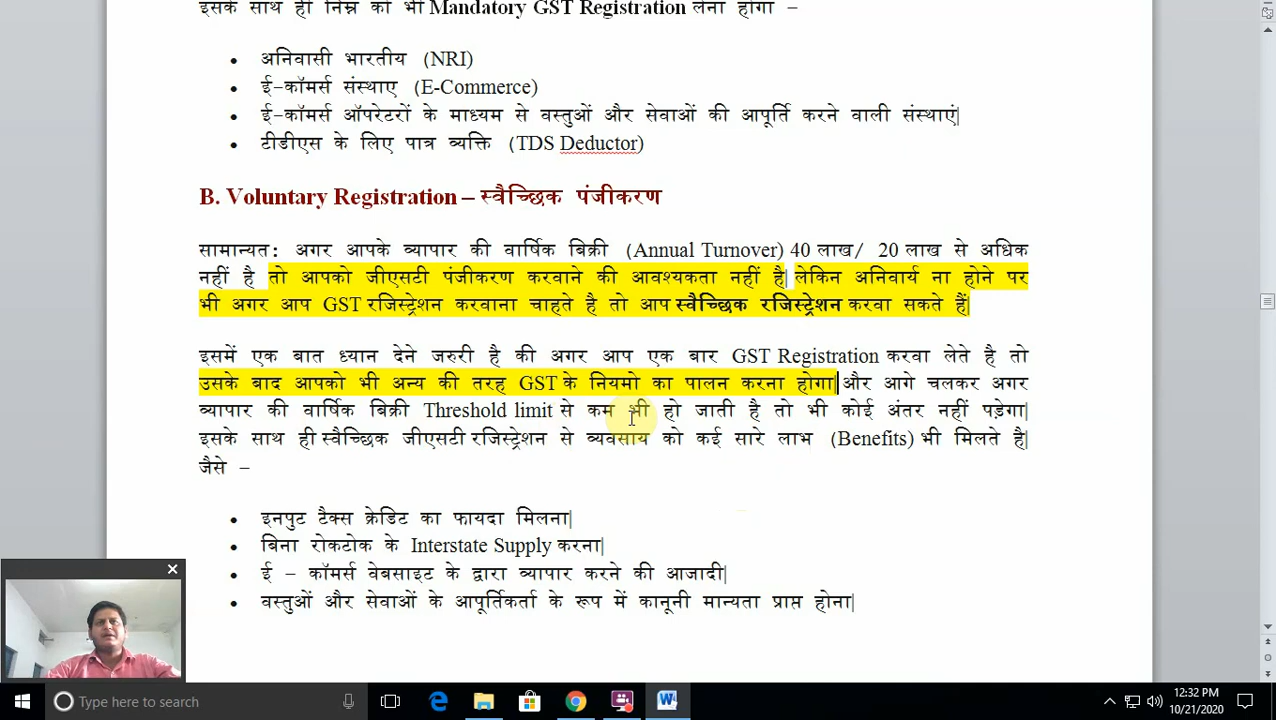 इसके साथ ही निम्न को भी Mandatory GST Registration लेना होगा –
• अनिवासी भारतीय (NRI)
• ई-कॉमर्स संस्थाए (E-Commerce)
• ई-कॉमर्स ऑपरेटरों के माध्यम से वस्तुओं और सेवाओं की आपूर्ति करने वाली संस्थाएं|
• टीडीएस के लिए पात्र व्यक्ति (TDS Deductor)
B. Voluntary Registration – स्वैच्छिक पंजीकरण
सामान्यत: अगर आपके व्यापार की वार्षिक बिक्री (Annual Turnover) 40 लाख/ 20 लाख से अधिक
नहीं है तो आपको जीएसटी पंजीकरण करवाने की आवश्यकता नहीं है| लेकिन अनिवार्य ना होने पर
भी अगर आप GST रजिस्ट्रेशन करवाना चाहते है तो आप स्वैच्छिक रजिस्ट्रेशन करवा सकते हैं|
इसमें एक बात ध्यान देने जरुरी है की अगर आप एक बार GST Registration करवा लेते है तो
उसके बाद आपको भी अन्य की तरह GST के नियमो का पालन करना होगा| और आगे चलकर अगर
व्यापार की वार्षिक बिक्री Threshold limit से कम भी हो जाती है तो भी कोई अंतर नहीं पड़ेगा|
इसके साथ ही स्वैच्छिक जीएसटी रजिस्ट्रेशन से व्यवसाय को कई सारे लाभ (Benefits) भी मिलते है|
जैसे –
• इनपुट टैक्स क्रेडिट का फायदा मिलना|
• बिना रोकटोक के Interstate Supply करना|
• ई – कॉमर्स वेबसाइट के द्वारा व्यापार करने की आजादी|
• वस्तुओं और सेवाओं के आपूर्तिकर्ता के रूप में कानूनी मान्यता प्राप्त होना|
Type here to search
12:32 PM
10/21/2020